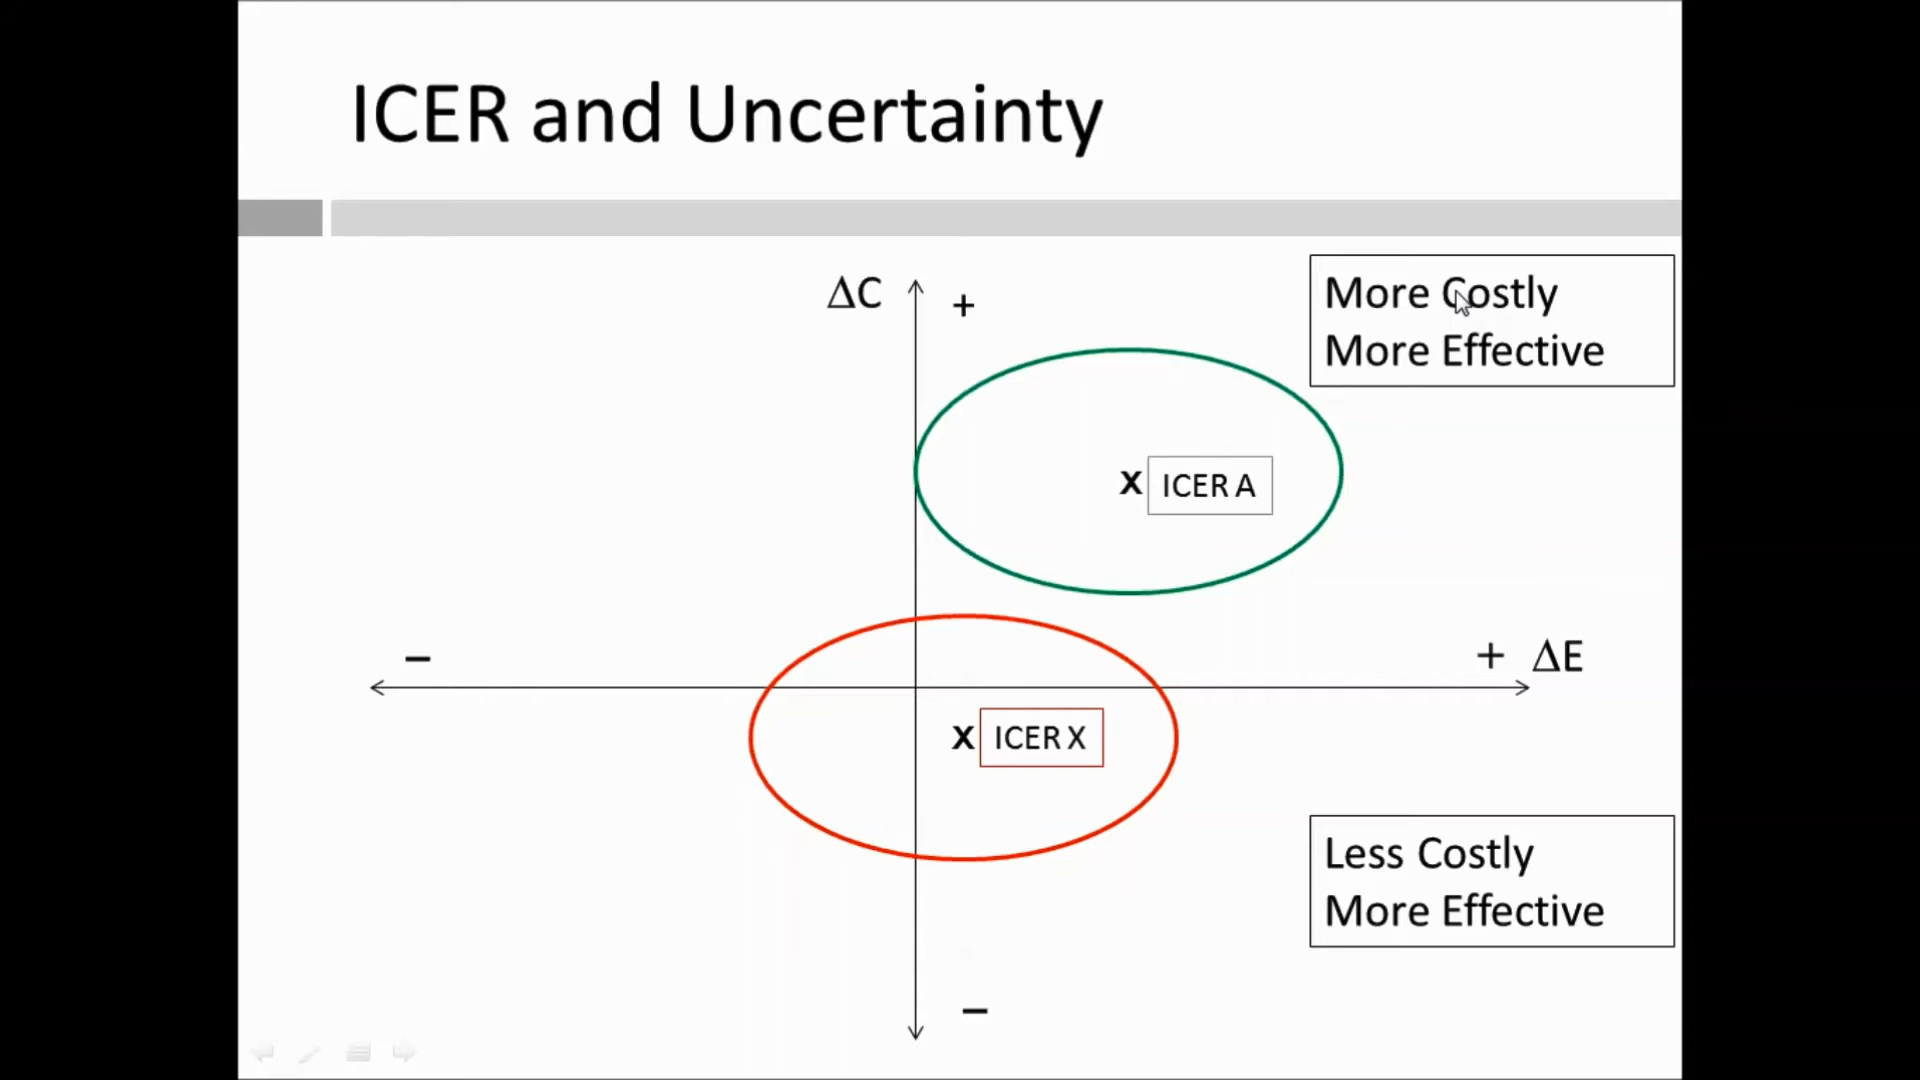 ICER and Uncertainty
ΔC
+
More Costly
More Effective
X
ICER A
–
+ ΔE
X
ICER X
Less Costly
More Effective
–